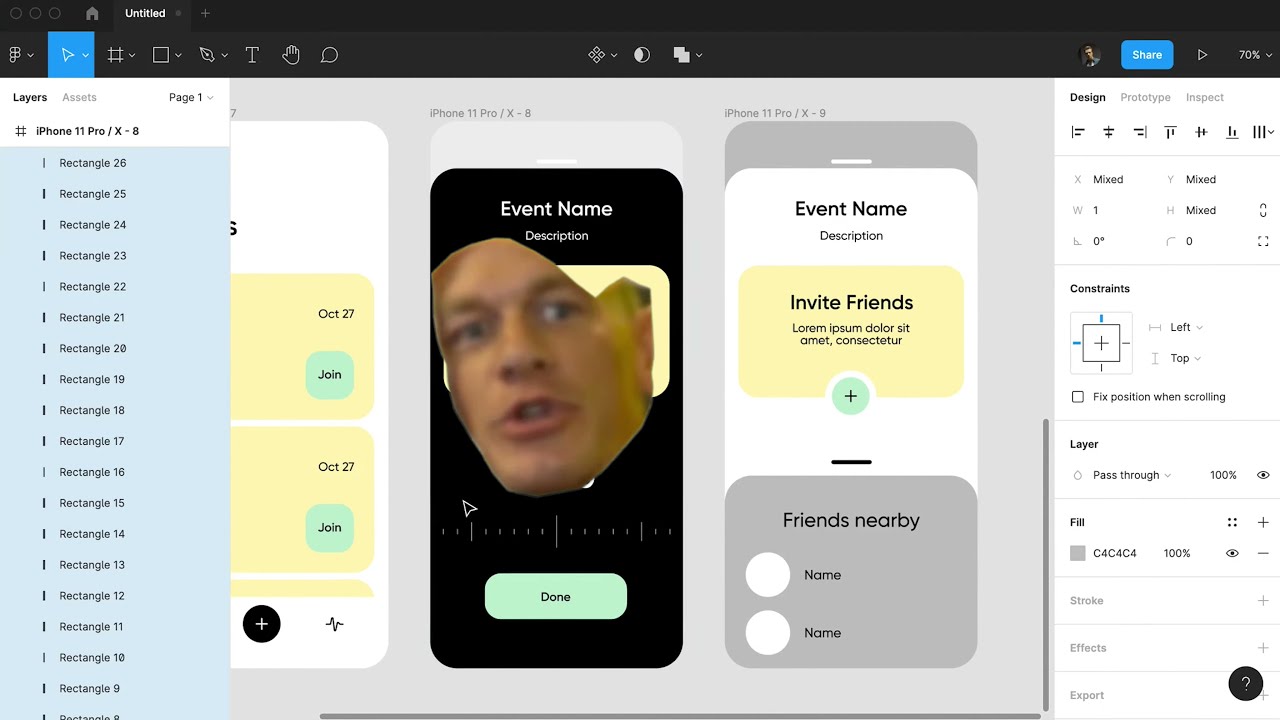 Untitled
Share
70%
Layers
Assets
Page 1
iPhone 11 Pro / X - 8
Rectangle 26
Rectangle 25
Rectangle 24
Rectangle 23
Rectangle 22
Rectangle 21
Rectangle 20
Rectangle 19
Rectangle 18
Rectangle 17
Rectangle 16
Rectangle 15
Rectangle 14
Rectangle 13
Rectangle 12
Rectangle 11
Rectangle 10
Rectangle 9
Rectangle 8
7
s
Oct 27
Join
Oct 27
Join
iPhone 11 Pro / X - 8
Event Name
Description
Done
iPhone 11 Pro / X - 9
Event Name
Description
Invite Friends
Lorem ipsum dolor sit
amet, consectetur
Friends nearby
Name
Name
Design
Prototype
Inspect
X Mixed
Y Mixed
W 1
H Mixed
0°
0
Constraints
Left
Top
Fix position when scrolling
Layer
Pass through
100%
Fill
C4C4C4
100%
Stroke
Effects
Export
?